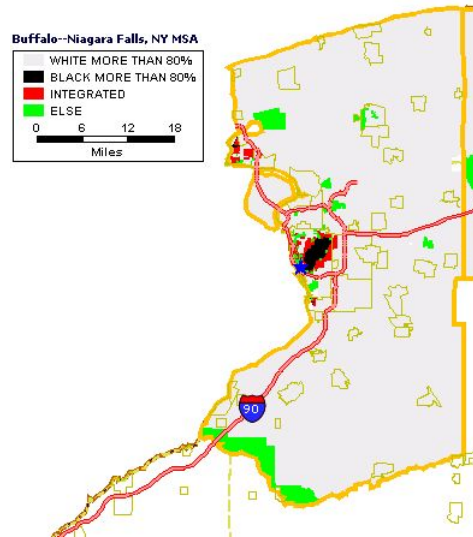 Buffalo--Niagara Falls, NY MSA
WHITE MORE THAN 80%
BLACK MORE THAN 80%
INTEGRATED
ELSE
0 6 12 18
Miles
90